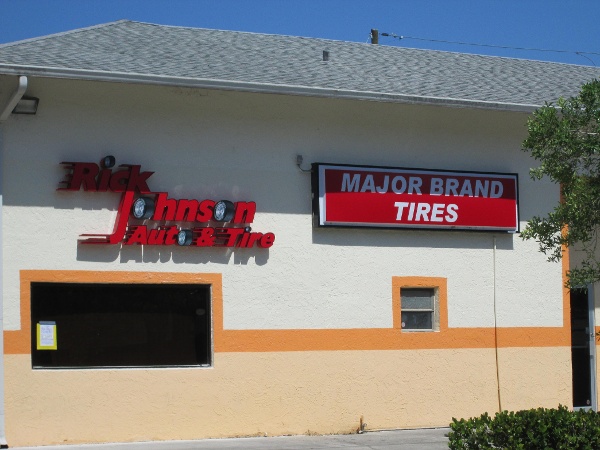 Rick
Johnson
Auto & Tire
MAJOR BRAND
TIRES